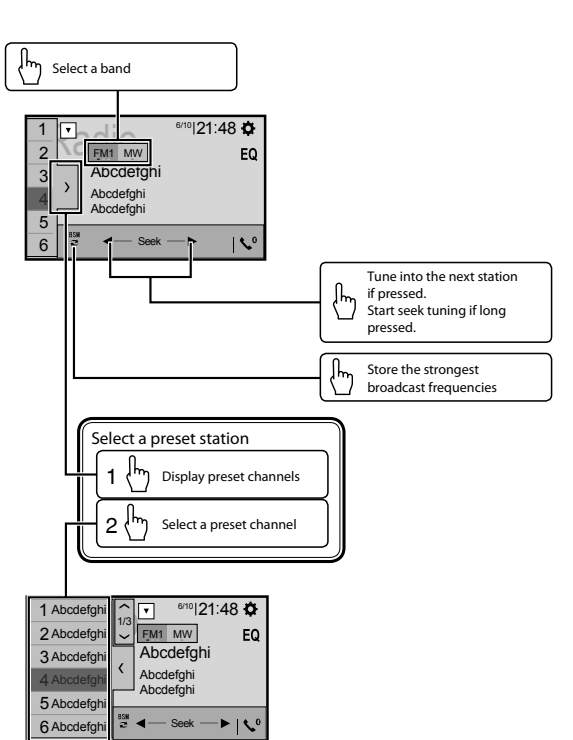 Select a band
1
2
3
4
5
6
Radio
6/10|21:48
FM1 MW
EQ
Abcdefghi
Abcdefghi
Abcdefghi
BSM
Seek
0
Tune into the next station
if pressed.
Start seek tuning if long
pressed.
Store the strongest
broadcast frequencies
Select a preset station
1 Display preset channels
2 Select a preset channel
1 Abcdefghi
2 Abcdefghi
3 Abcdefghi
4 Abcdefghi
5 Abcdefghi
6 Abcdefghi
1/3
6/10|21:48
FM1 MW
EQ
Abcdefghi
Abcdefghi
Abcdefghi
BSM
Seek
0